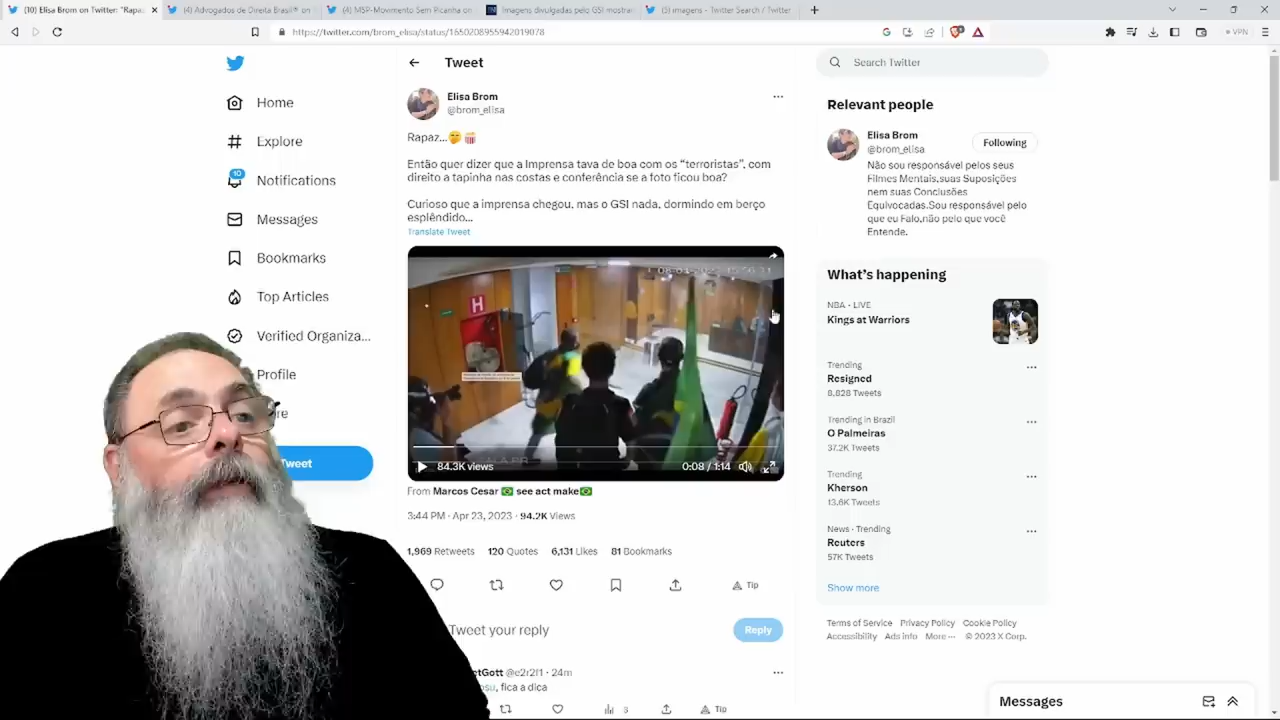 (10) Elisa Brom on Twitter: "Rapaz
(4) Advogados de Direita Brasil® on
(4) MSP-Movimento Sem Picanha on
Imagens divulgadas pelo GSI mostram
(5) imagens - Twitter Search / Twitter
https://twitter.com/brom_elisa/status/1650208955942019078
VPN
Home
Explore
10
Notifications
Messages
Bookmarks
Top Articles
Verified Organiza...
Profile
Tweet
Tweet
Elisa Brom
@brom_elisa
Rapaz...
Então quer dizer que a Imprensa tava de boa com os "terroristas", com
direito a tapinha nas costas e conferência se a foto ficou boa?
Curioso que a imprensa chegou, mas o GSI nada, dormindo em berço
esplêndido...
Translate Tweet
H
84.3K views
0:08 / 1:14
From Marcos Cesar see act make
3:44 PM · Apr 23, 2023 · 94.2K Views
1,969 Retweets 120 Quotes 6,131 Likes 81 Bookmarks
Tip
Tweet your reply
Reply
@e2r2f1 · 24m
, fica a dica
Tip
Search Twitter
Relevant people
Elisa Brom
@brom_elisa
Following
Não sou responsável pelos seus
Filmes Mentais,suas Suposições
nem suas Conclusões
Equivocadas.Sou responsável pelo
que eu Falo,não pelo que você
Entende.
What's happening
NBA · LIVE
Kings at Warriors
Trending
Resigned
8,828 Tweets
Trending in Brazil
O Palmeiras
37.2K Tweets
Trending
Kherson
13.6K Tweets
News · Trending
Reuters
57K Tweets
Show more
Terms of Service Privacy Policy Cookie Policy
Accessibility Ads info More ··· © 2023 X Corp.
Messages